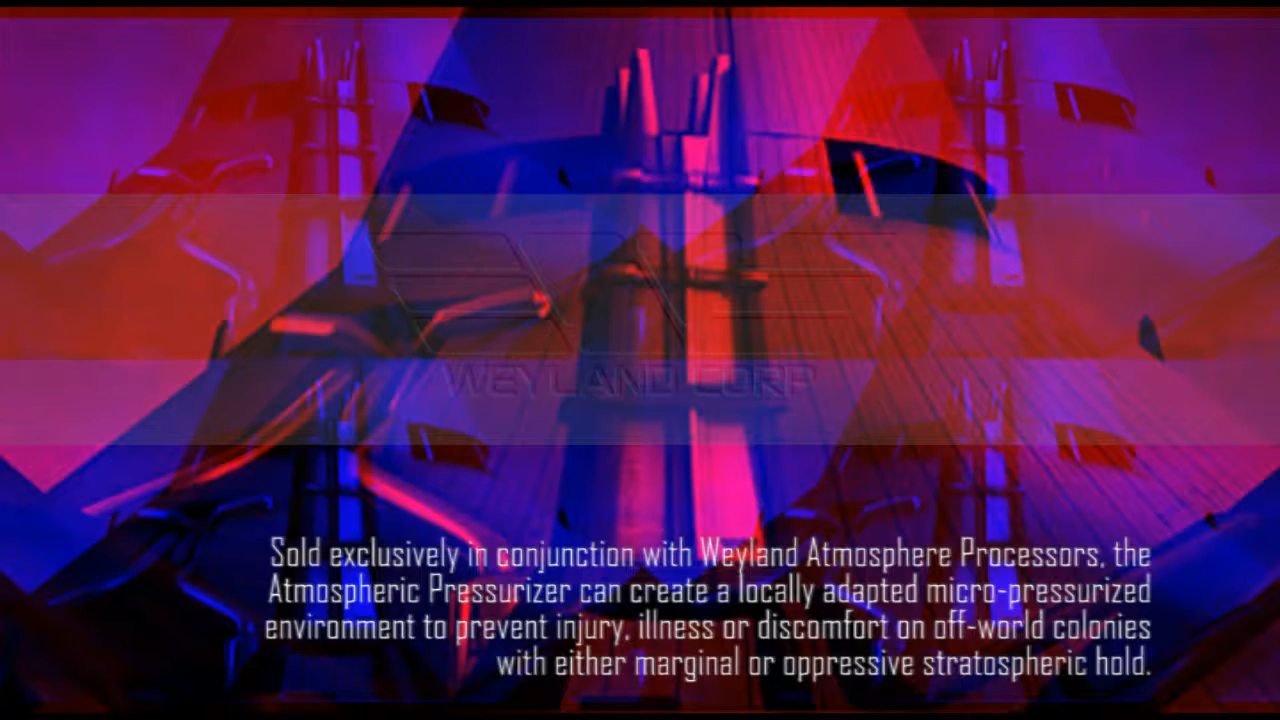 WEYLAND CORP
Sold exclusively in conjunction with Weyland Atmosphere Processors, the
Atmospheric Pressurizer can create a locally adapted micro-pressurized
environment to prevent injury, illness or discomfort on off-world colonies
with either marginal or oppressive stratospheric hold.